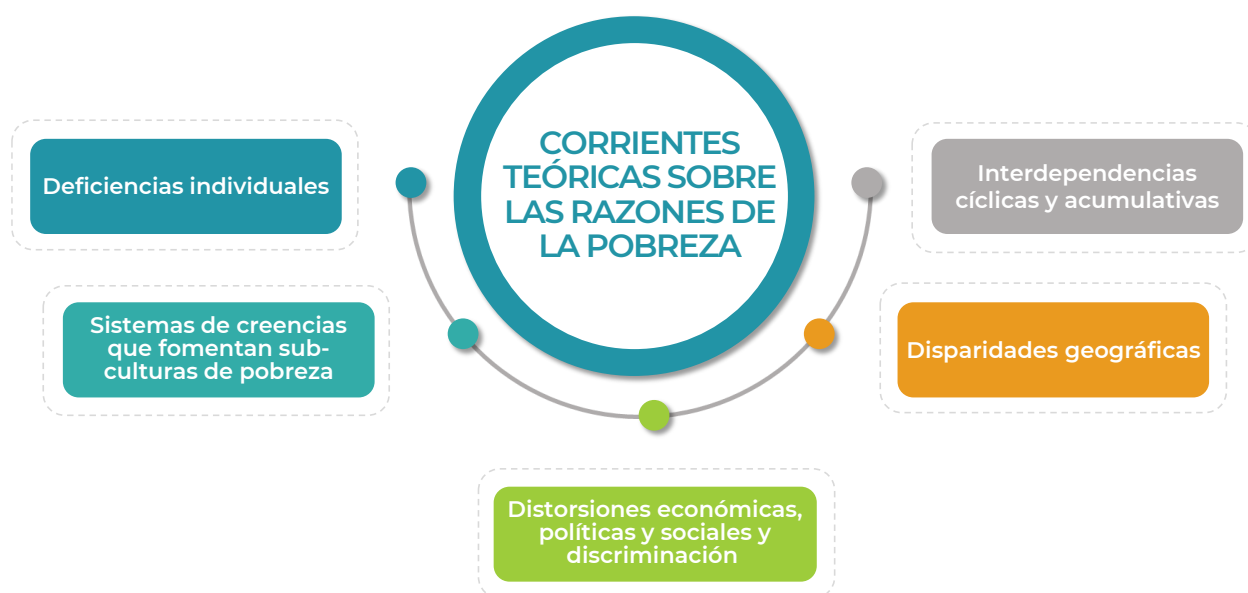 CORRIENTES
TEÓRICAS SOBRE
LAS RAZONES DE
LA POBREZA
Deficiencias individuales
Sistemas de creencias
que fomentan sub-
culturas de pobreza
Distorsiones económicas,
políticas y sociales y
discriminación
Disparidades geográficas
Interdependencias
cíclicas y acumulativas